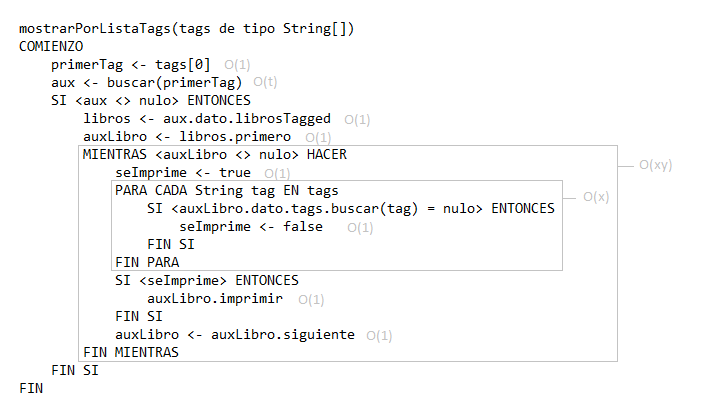 mostrarPorListaTags(tags de tipo String[])
COMIENZO
primerTag <- tags[0] O(1)
aux <- buscar(primerTag) O(t)
SI <aux <> nulo> ENTONCES
libros <- aux.dato.librosTagged O(1)
auxLibro <- libros.primero O(1)
MIENTRAS <auxLibro <> nulo> HACER O(xy)
seImprime <- true O(1)
PARA CADA String tag EN tags O(x)
SI <auxLibro.dato.tags.buscar(tag) = nulo> ENTONCES
seImprime <- false O(1)
FIN SI
FIN PARA
SI <seImprime> ENTONCES
auxLibro.imprimir O(1)
FIN SI
auxLibro <- auxLibro.siguiente O(1)
FIN MIENTRAS
FIN SI
FIN